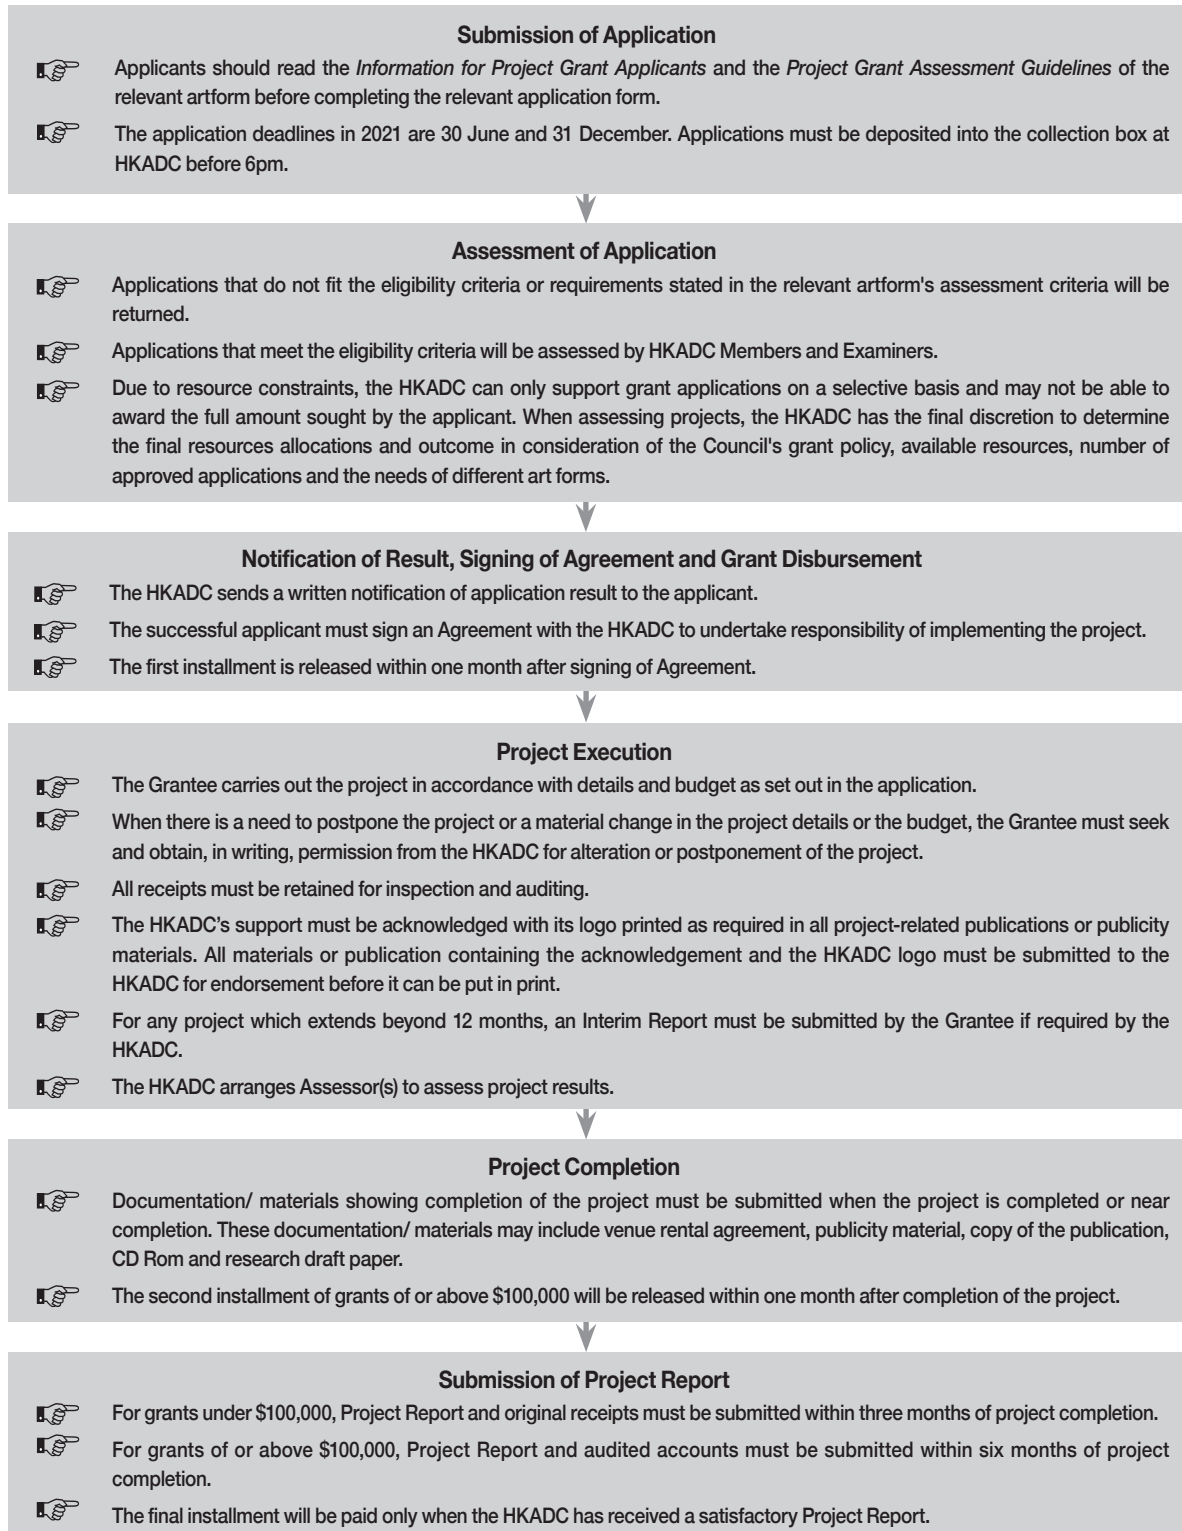 Submission of Application
Applicants should read the Information for Project Grant Applicants and the Project Grant Assessment Guidelines of the
relevant artform before completing the relevant application form.
The application deadlines in 2021 are 30 June and 31 December. Applications must be deposited into the collection box at
HKADC before 6pm.
Assessment of Application
Applications that do not fit the eligibility criteria or requirements stated in the relevant artform's assessment criteria will be
returned.
Applications that meet the eligibility criteria will be assessed by HKADC Members and Examiners.
Due to resource constraints, the HKADC can only support grant applications on a selective basis and may not be able to
award the full amount sought by the applicant. When assessing projects, the HKADC has the final discretion to determine
the final resources allocations and outcome in consideration of the Council's grant policy, available resources, number of
approved applications and the needs of different art forms.
Notification of Result, Signing of Agreement and Grant Disbursement
The HKADC sends a written notification of application result to the applicant.
The successful applicant must sign an Agreement with the HKADC to undertake responsibility of implementing the project.
The first installment is released within one month after signing of Agreement.
Project Execution
The Grantee carries out the project in accordance with details and budget as set out in the application.
When there is a need to postpone the project or a material change in the project details or the budget, the Grantee must seek
and obtain, in writing, permission from the HKADC for alteration or postponement of the project.
All receipts must be retained for inspection and auditing.
The HKADC’s support must be acknowledged with its logo printed as required in all project-related publications or publicity
materials. All materials or publication containing the acknowledgement and the HKADC logo must be submitted to the
HKADC for endorsement before it can be put in print.
For any project which extends beyond 12 months, an Interim Report must be submitted by the Grantee if required by the
HKADC.
The HKADC arranges Assessor(s) to assess project results.
Project Completion
Documentation/ materials showing completion of the project must be submitted when the project is completed or near
completion. These documentation/ materials may include venue rental agreement, publicity material, copy of the publication,
CD Rom and research draft paper.
The second installment of grants of or above $100,000 will be released within one month after completion of the project.
Submission of Project Report
For grants under $100,000, Project Report and original receipts must be submitted within three months of project completion.
For grants of or above $100,000, Project Report and audited accounts must be submitted within six months of project
completion.
The final installment will be paid only when the HKADC has received a satisfactory Project Report.